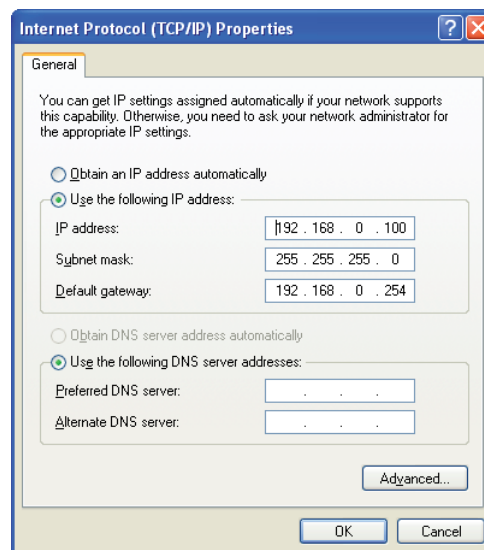 Internet Protocol (TCP/IP) Properties
General
You can get IP settings assigned automatically if your network supports
this capability. Otherwise, you need to ask your network administrator for
the appropriate IP settings.
Obtain an IP address automatically
Use the following IP address:
IP address: 192 . 168 . 0 . 100
Subnet mask: 255 . 255 . 255 . 0
Default gateway: 192 . 168 . 0 . 254
Obtain DNS server address automatically
Use the following DNS server addresses:
Preferred DNS server: . . .
Alternate DNS server: . . .
Advanced...
OK Cancel